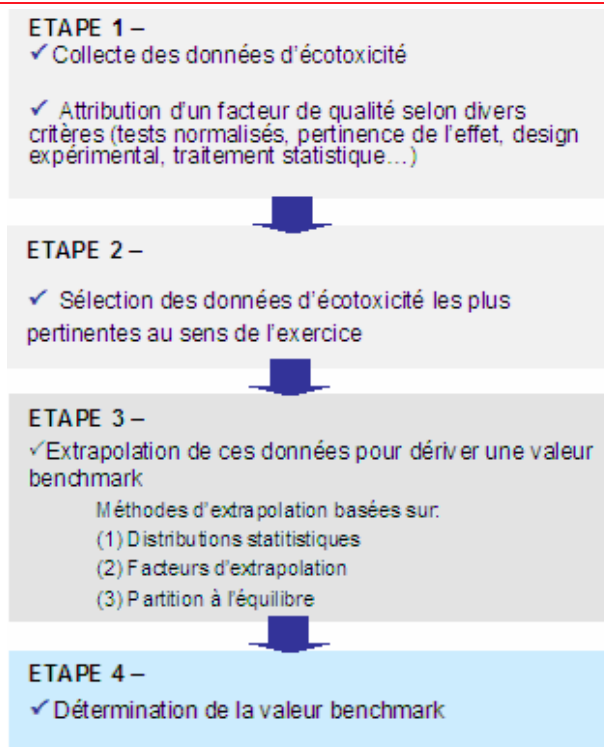 ETAPE 1 –
✓ Collecte des données d'écotoxicité
✓ Attribution d'un facteur de qualité selon divers
critères (tests normalisés, pertinence de l'effet, design
expérimental, traitement statistique…)
ETAPE 2 –
✓ Sélection des données d'écotoxicité les plus
pertinentes au sens de l'exercice
ETAPE 3 –
✓Extrapolation de ces données pour dériver une valeur
benchmark
Méthodes d'extrapolation basées sur:
(1) Distributions statitistiques
(2) Facteurs d'extrapolation
(3) Partition à l'équilibre
ETAPE 4 –
✓ Détermination de la valeur benchmark